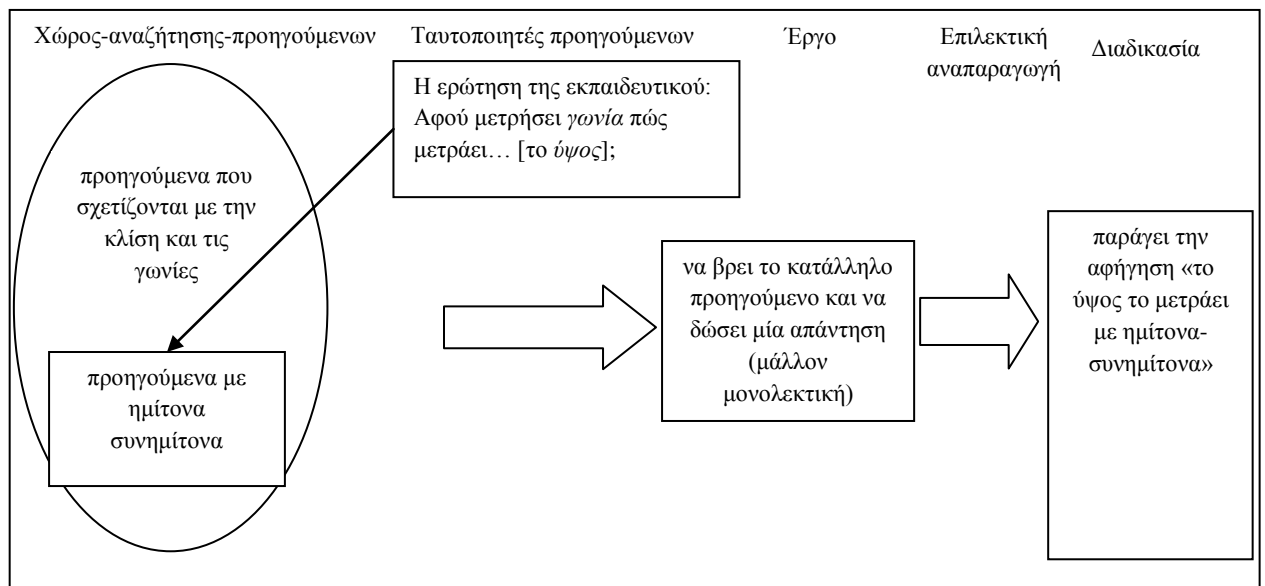 Χώρος-αναζήτησης-προηγούμενων
Ταυτοποιητές προηγούμενων
Έργο
Επιλεκτική
αναπαραγωγή
Διαδικασία
Η ερώτηση της εκπαιδευτικού:
Αφού μετρήσει γωνία πώς
μετράει… [το ύψος];
προηγούμενα που
σχετίζονται με την
κλίση και τις
γωνίες
προηγούμενα με
ημίτονα
συνημίτονα
να βρει το κατάλληλο
προηγούμενο και να
δώσει μία απάντηση
(μάλλον
μονολεκτική)
παράγει την
αφήγηση «το
ύψος το μετράει
με ημίτονα-
συνημίτονα»